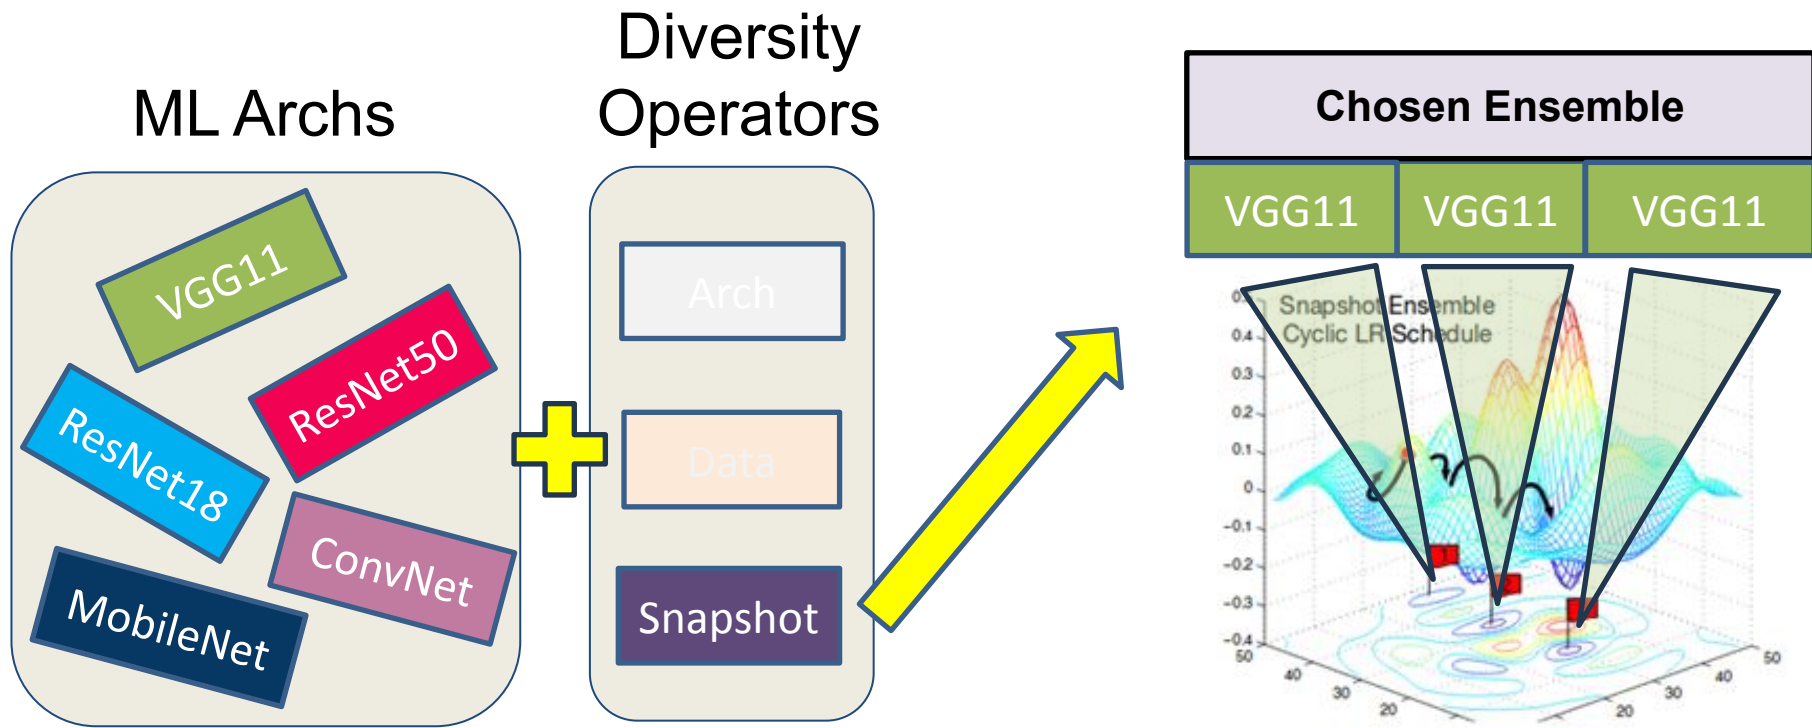 Diversity
Operators
ML Archs
Chosen Ensemble
VGG11 VGG11 VGG11
VGG11
ResNet50
ResNet18
ConvNet
MobileNet
Arch
Data
Snapshot
Snapshot Ensemble
Cyclic LR Schedule
0.4
0.3
0.2
0.1
0
−0.1
−0.2
−0.3
−0.4
50
40
30
20
50
40
30
20
1